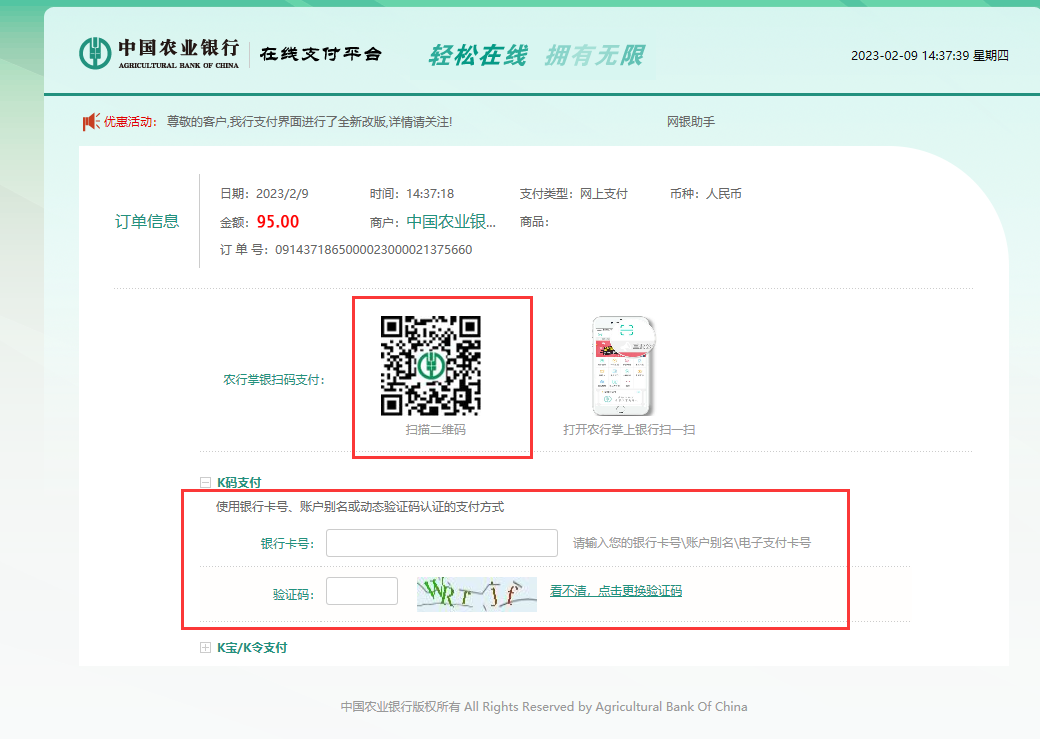 中国农业银行 在线支付平台 轻松在线 拥有无限
AGRICULTURAL BANK OF CHINA
2023-02-09 14:37:39 星期四
优惠活动: 尊敬的客户,我行支付界面进行了全新改版,详情请关注! 网银助手
订单信息
日期: 2023/2/9 时间: 14:37:18 支付类型: 网上支付 币种: 人民币
金额: 95.00 商户: 中国农业银... 商品:
订 单 号: 0914371865000023000021375660
农行掌银扫码支付:
扫描二维码 打开农行掌上银行扫一扫
K码支付
使用银行卡号、账户别名或动态验证码认证的支付方式
银行卡号: 请输入您的银行卡号\账户别名\电子支付卡号
验证码: 看不清，点击更换验证码
K宝/K令支付
中国农业银行版权所有 All Rights Reserved by Agricultural Bank Of China